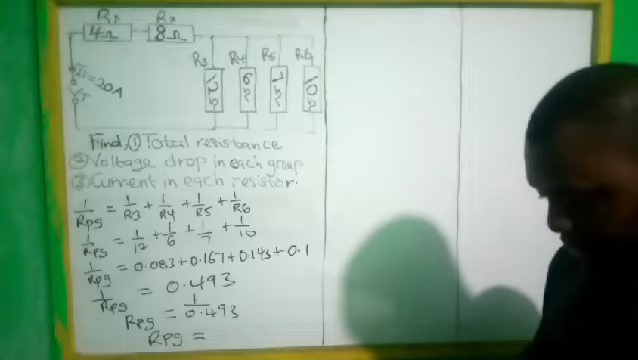 R1 R2
4Ω 8Ω
R3 R4 R5 R6
12Ω 6Ω 7Ω 10Ω
IT=20A
VT
Find, ① Total resistance
② Voltage drop in each group
③ Current in each resistor.
1/Rpg = 1/R3 + 1/R4 + 1/R5 + 1/R6
1/Rpg = 1/12 + 1/6 + 1/7 + 1/10
1/Rpg = 0.083+0.167+0.143+0.1
1/Rpg = 0.493
Rpg = 1/0.493
Rpg =